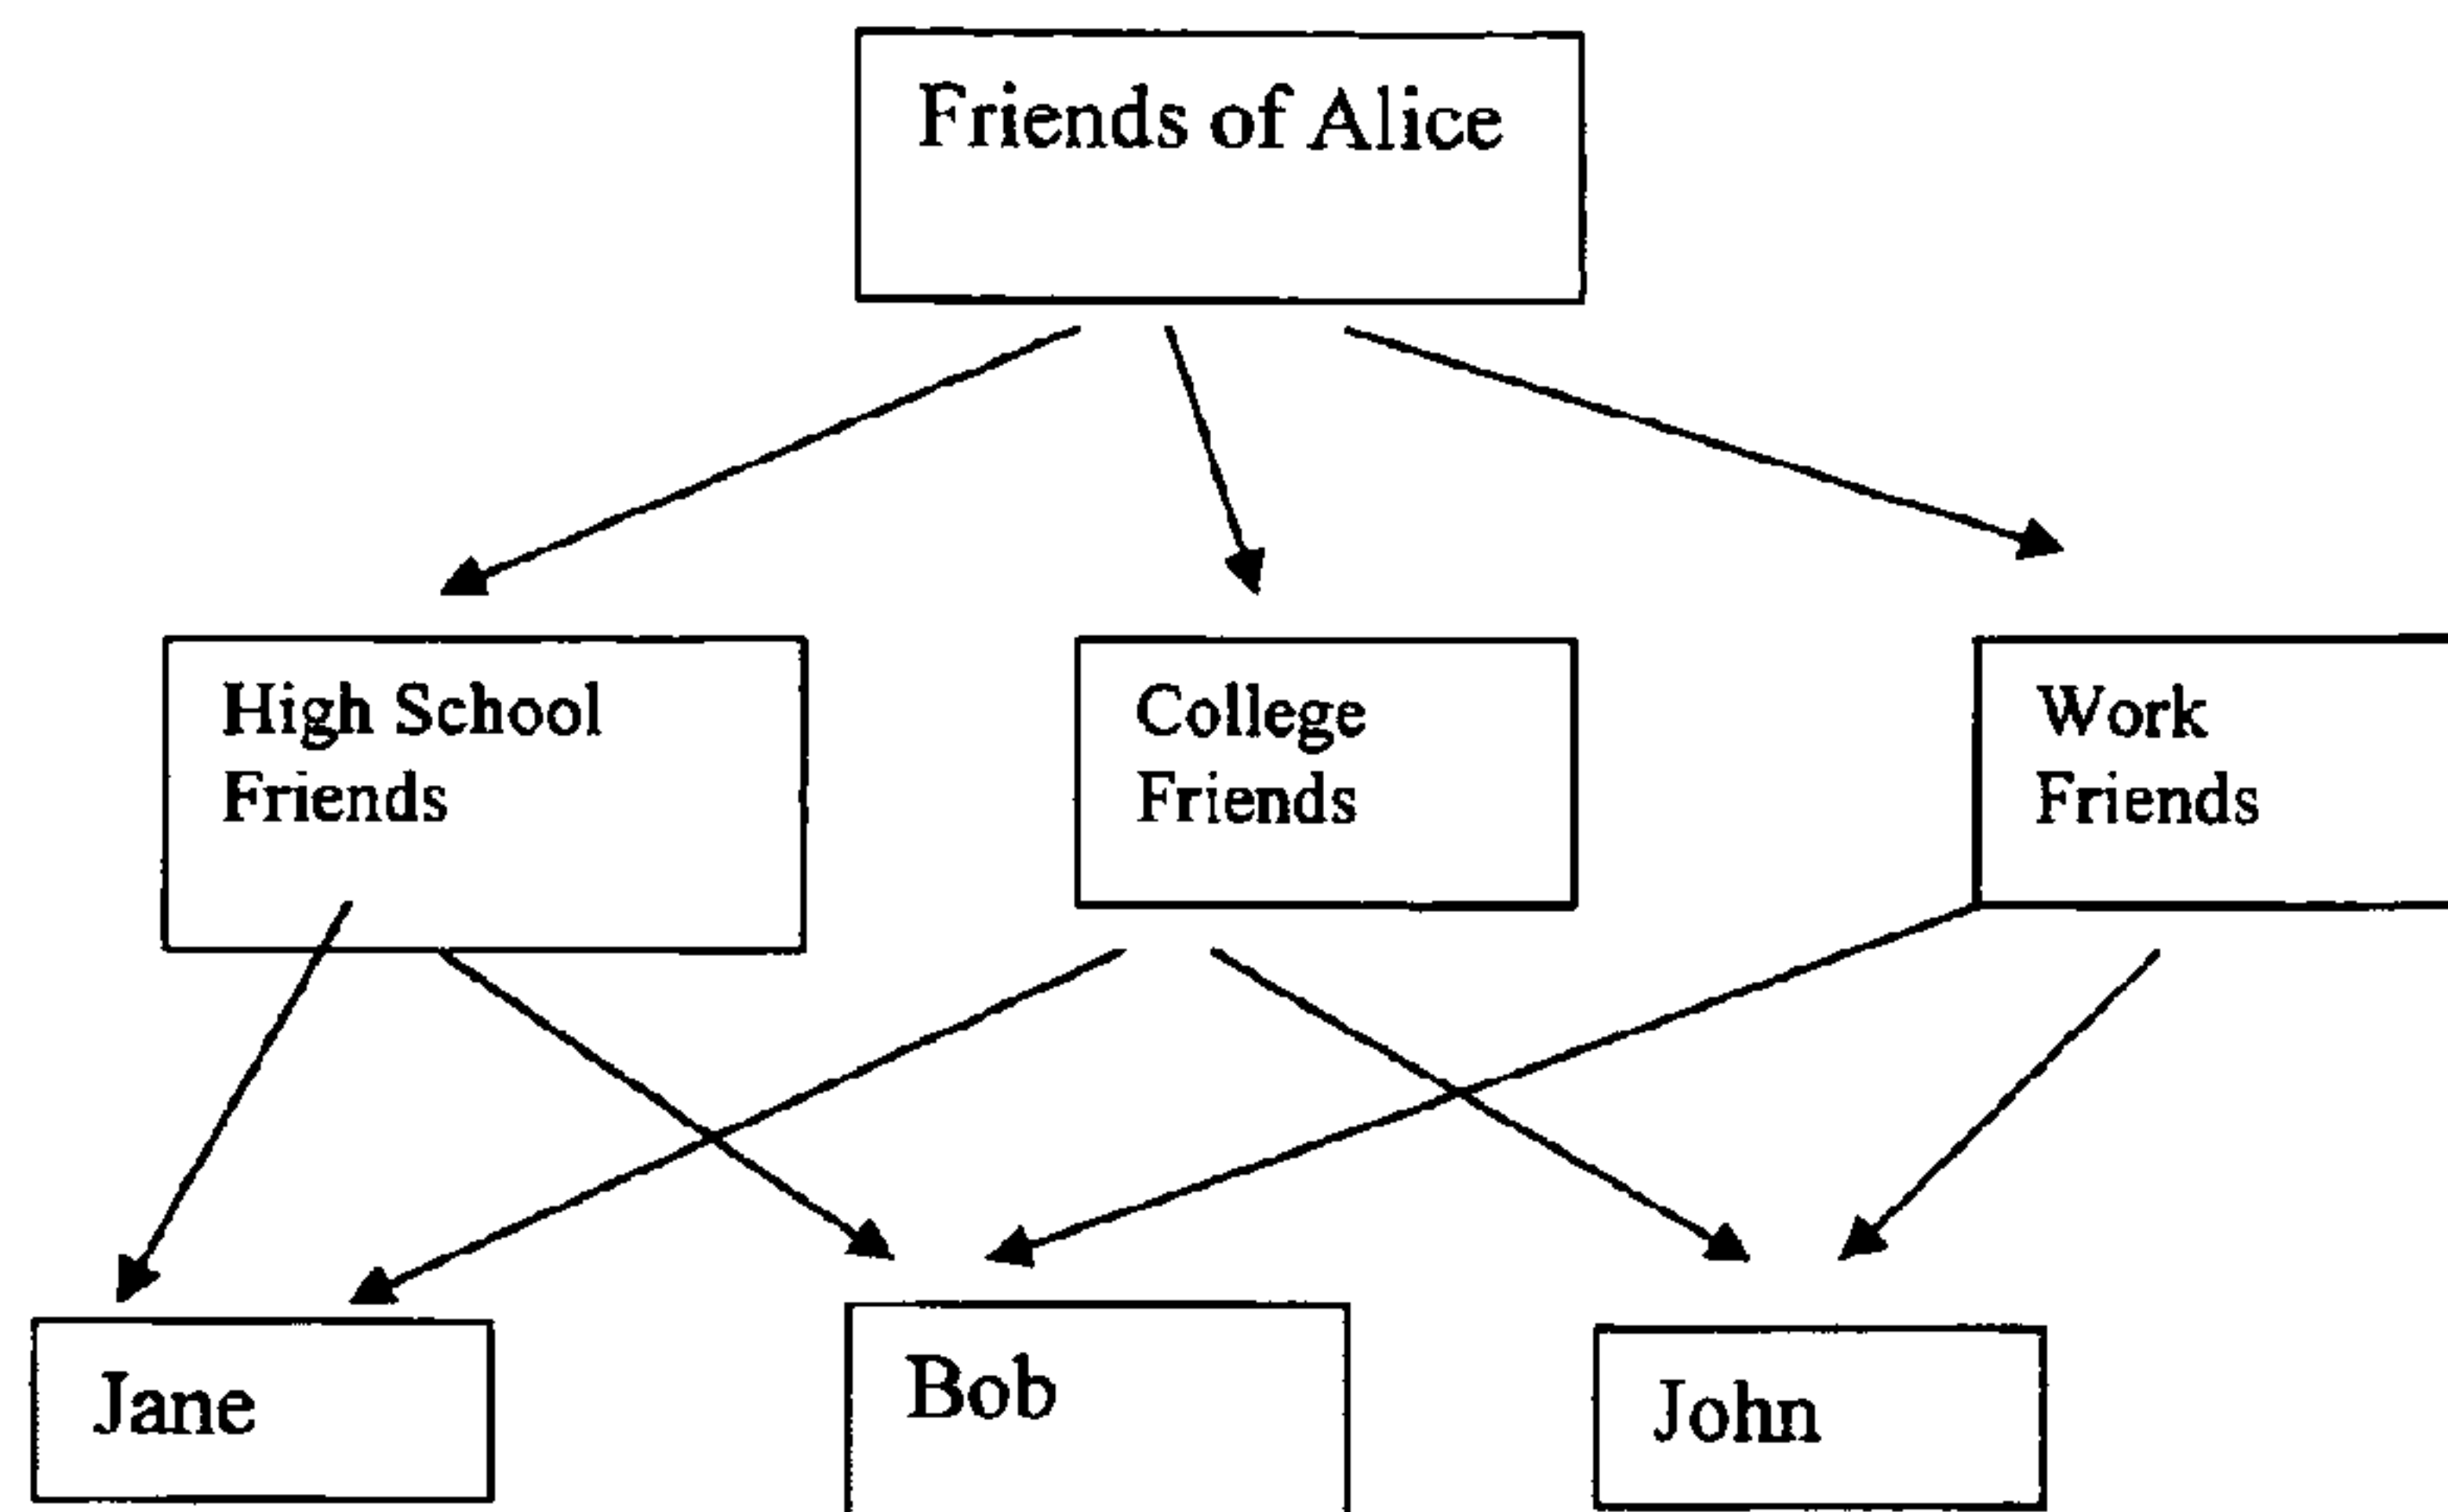 Friends of Alice
High School
Friends
College
Friends
Work
Friends
Jane
Bob
John